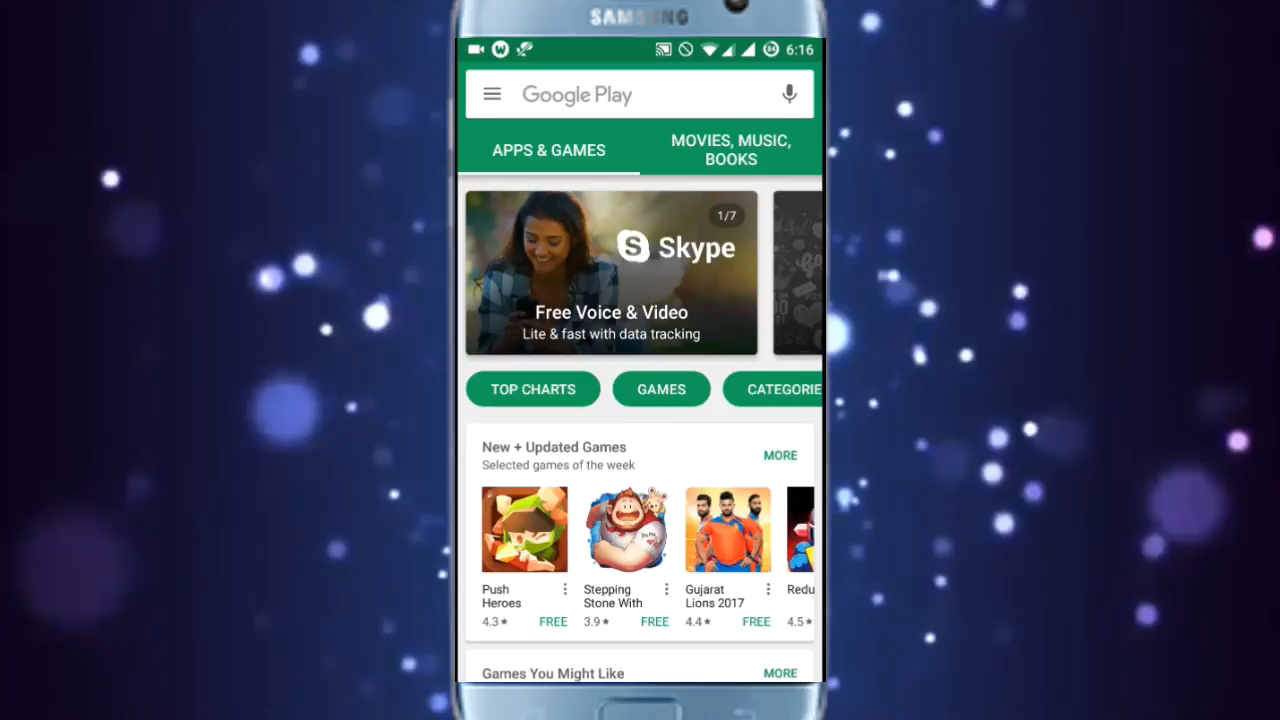 SAMSUNG
84 6:16
Google Play
APPS & GAMES
MOVIES, MUSIC,
BOOKS
1/7
S Skype
Free Voice & Video
Lite & fast with data tracking
TOP CHARTS
GAMES
CATEGORIE
New + Updated Games
MORE
Selected games of the week
Push
Heroes
4.3★ FREE
Stepping
Stone With
3.9★ FREE
Gujarat
Lions 2017
4.4★ FREE
Redu
4.5★
Games You Might Like
MORE